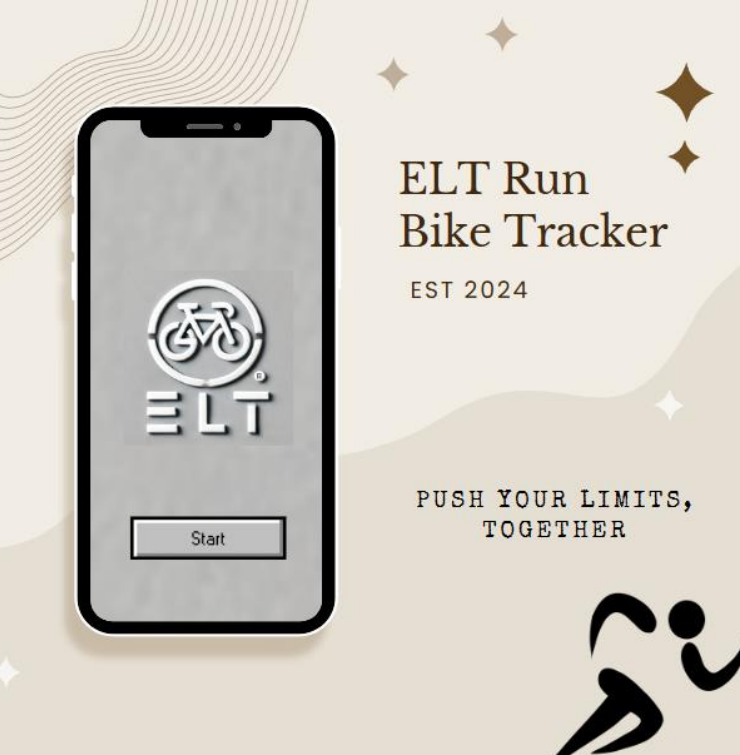 ELT Run
Bike Tracker
EST 2024
ELT
Start
PUSH YOUR LIMITS,
TOGETHER